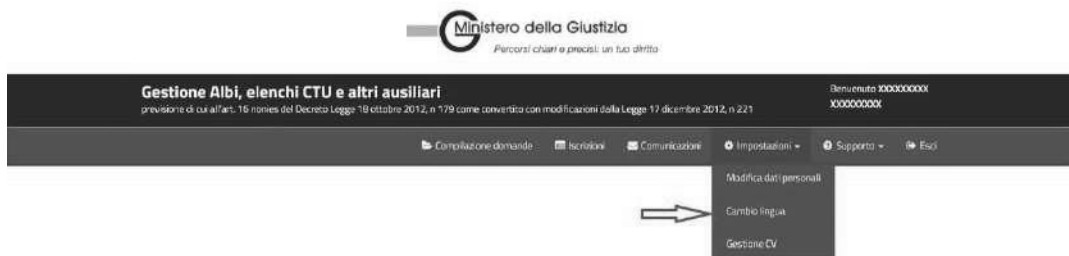 Ministero della Giustizia
Percorsi chiari e precisi: un tuo diritto
Gestione Albi, elenchi CTU e altri ausiliari
previsione di cui all'art. 16 nonies del Decreto Legge 18 ottobre 2012, n 179 come convertito con modificazioni dalla Legge 17 dicembre 2012, n 221
Benvenuto XXXXXXXXX
XXXXXXXXX
Compilazione domande Iscrizioni Comunicazioni Impostazioni Supporto Esci
Modifica dati personali
Cambio lingua
Gestione CV